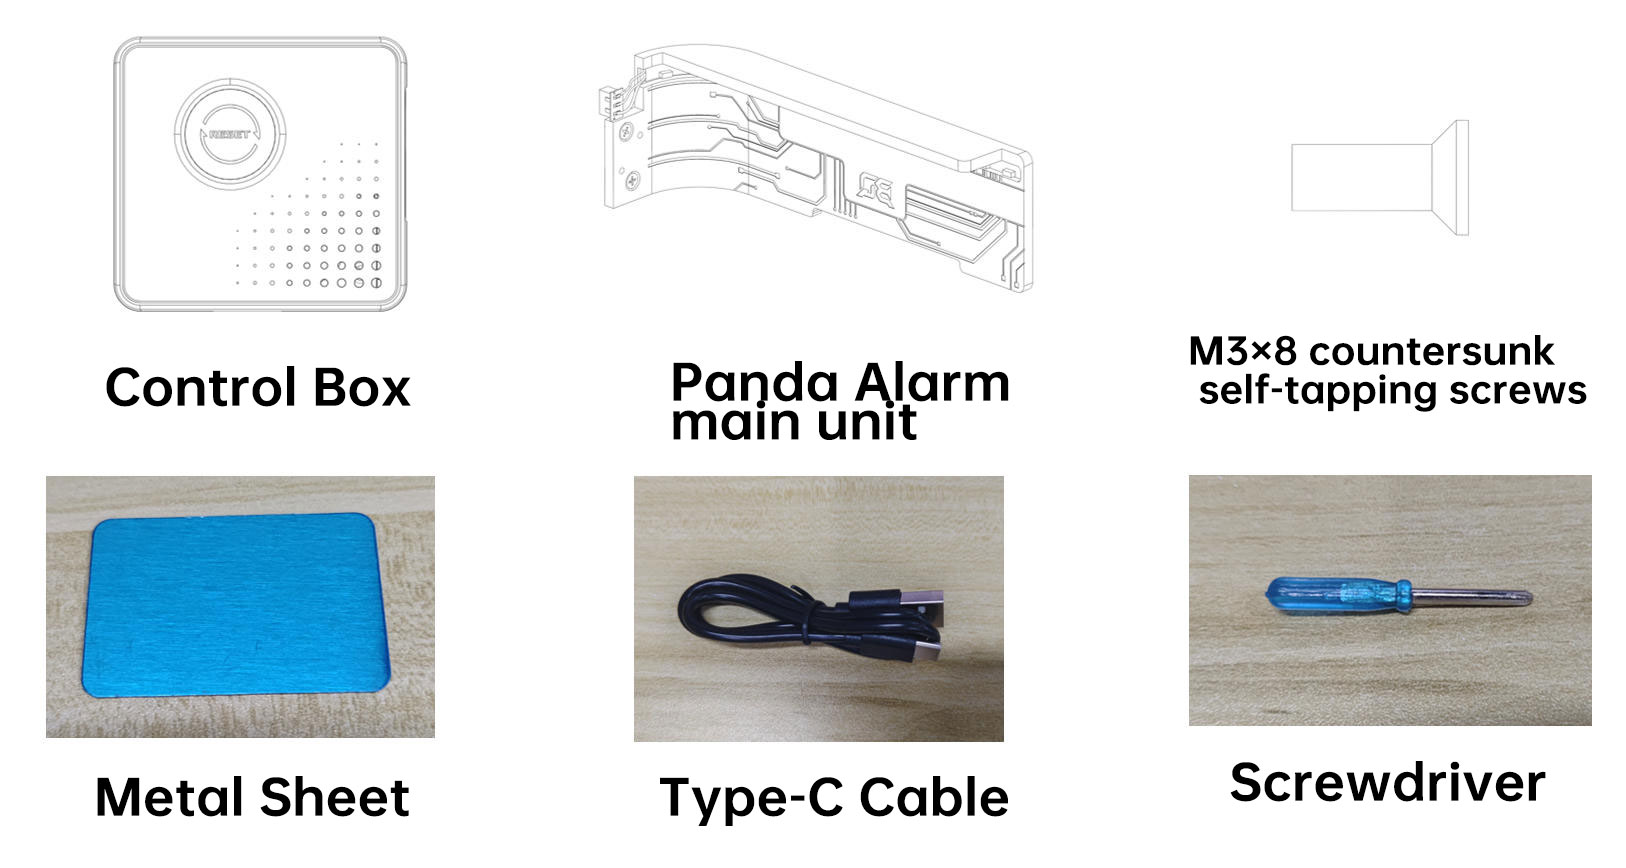 RESET
Control Box
Panda Alarm
main unit
M3×8 countersunk
self-tapping screws
Metal Sheet
Type-C Cable
Screwdriver